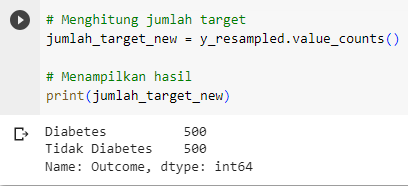 # Menghitung jumlah target
jumlah_target_new = y_resampled.value_counts()
# Menampilkan hasil
print(jumlah_target_new)
Diabetes          500
Tidak Diabetes    500
Name: Outcome, dtype: int64